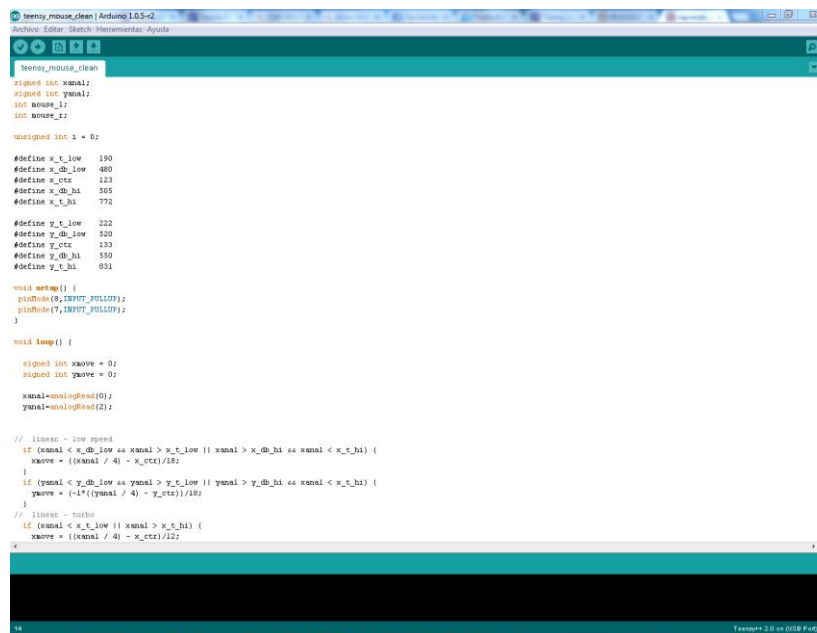 teensy_mouse_clean | Arduino 1.0.5-r2
Archivo Editar Sketch Herramientas Ayuda
teensy_mouse_clean
signed int xanal;
signed int yanal;
int mouse_l;
int mouse_r;
unsigned int i = 0;
#define x_t_low 190
#define x_db_low 480
#define x_ctr 123
#define x_db_hi 505
#define x_t_hi 772
#define y_t_low 222
#define y_db_low 520
#define y_ctr 133
#define y_db_hi 550
#define y_t_hi 831
void setup() {
pinMode(8,INPUT_PULLUP);
pinMode(7,INPUT_PULLUP);
}
void loop() {
signed int xmove = 0;
signed int ymove = 0;
xanal=analogRead(0);
yanal=analogRead(2);
// linear - low speed
if (xanal < x_db_low && xanal > x_t_low || xanal > x_db_hi && xanal < x_t_hi) {
xmove = ((xanal / 4) - x_ctr)/18;
}
if (yanal < y_db_low && yanal > y_t_low || yanal > y_db_hi && xanal < x_t_hi) {
ymove = (-1*((yanal / 4) - y_ctr))/18;
}
// linear - turbo
if (xanal < x_t_low || xanal > x_t_hi) {
xmove = ((xanal / 4) - x_ctr)/12;
14
Teensy++ 2.0 on (USB Port)